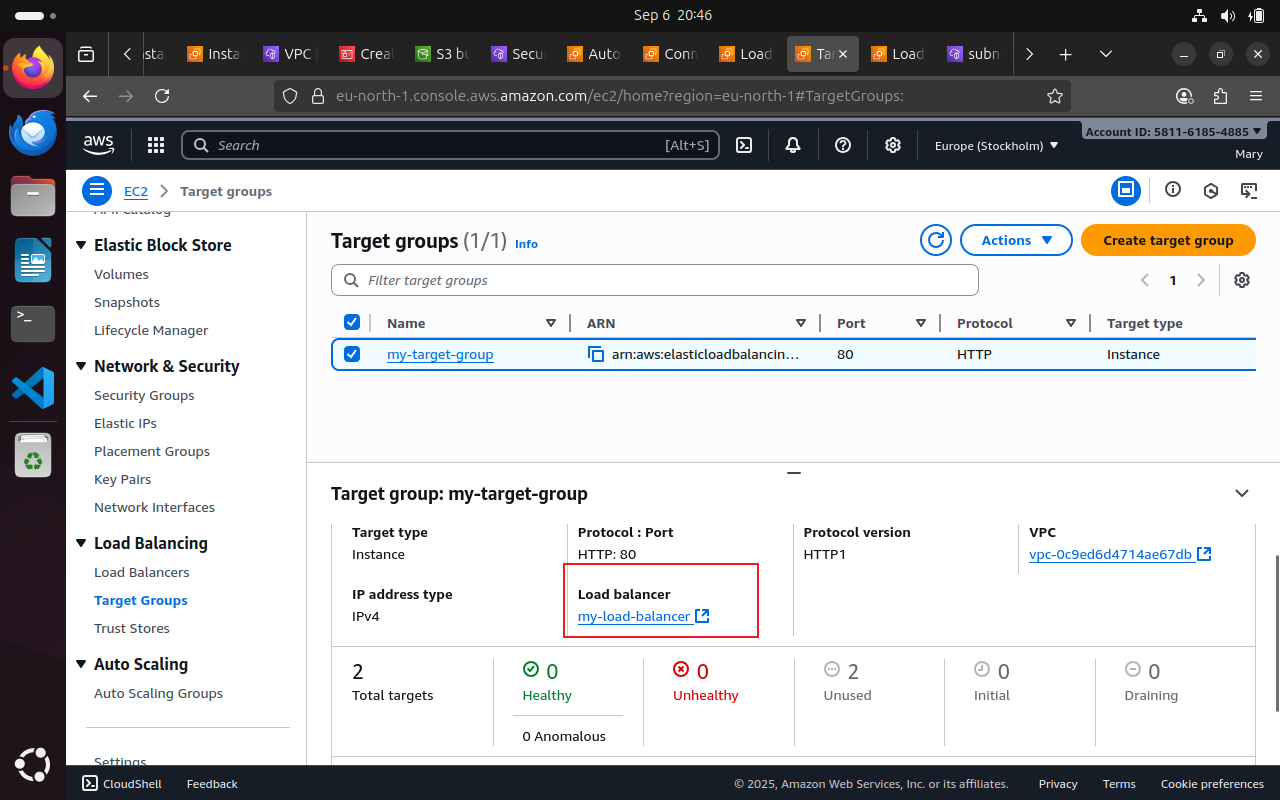 Sep 6 20:46
Insta
VPC
Crea
S3 bu
Secu
Auto
Conn
Load
Tar
Load
subn
eu-north-1.console.aws.amazon.com/ec2/home?region=eu-north-1#TargetGroups:
aws
Search
[Alt+S]
Europe (Stockholm)
Account ID: 5811-6185-4885
Mary
EC2
Target groups
AMI Catalog
Elastic Block Store
Volumes
Snapshots
Lifecycle Manager
Network & Security
Security Groups
Elastic IPs
Placement Groups
Key Pairs
Network Interfaces
Load Balancing
Load Balancers
Target Groups
Trust Stores
Auto Scaling
Auto Scaling Groups
Settings
Target groups (1/1) Info
Actions
Create target group
Filter target groups
1
Name ARN Port Protocol Target type
my-target-group arn:aws:elasticloadbalancin... 80 HTTP Instance
Target group: my-target-group
Target type
Instance
Protocol : Port
HTTP: 80
Protocol version
HTTP1
VPC
vpc-0c9ed6d4714ae67db
IP address type
IPv4
Load balancer
my-load-balancer
2
Total targets
0
Healthy
0 Anomalous
0
Unhealthy
2
Unused
0
Initial
0
Draining
CloudShell
Feedback
© 2025, Amazon Web Services, Inc. or its affiliates.
Privacy
Terms
Cookie preferences